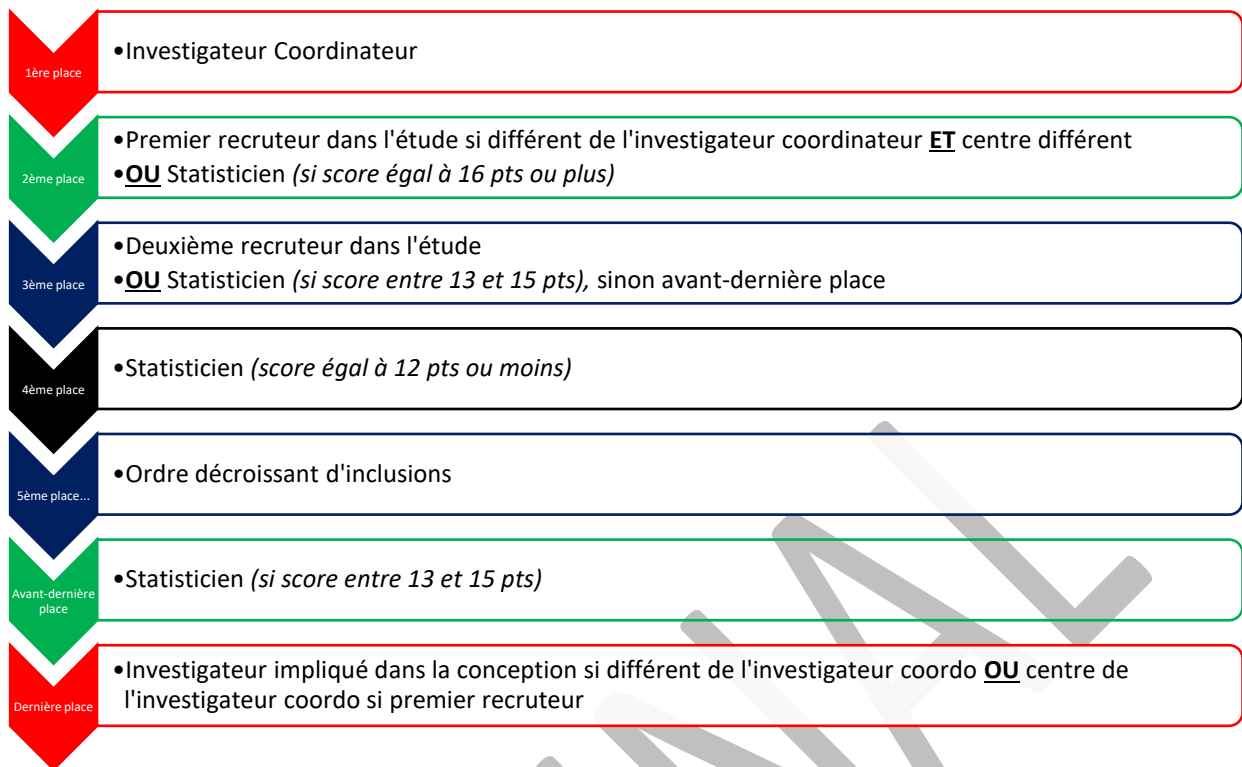 1ère place
•Investigateur Coordinateur
2ème place
•Premier recruteur dans l'étude si différent de l'investigateur coordinateur ET centre différent
•OU Statisticien (si score égal à 16 pts ou plus)
3ème place
•Deuxième recruteur dans l'étude
•OU Statisticien (si score entre 13 et 15 pts), sinon avant-dernière place
4ème place
•Statisticien (score égal à 12 pts ou moins)
5ème place...
•Ordre décroissant d'inclusions
Avant-dernière
place
•Statisticien (si score entre 13 et 15 pts)
Dernière place
•Investigateur impliqué dans la conception si différent de l'investigateur coordo OU centre de
l'investigateur coordo si premier recruteur